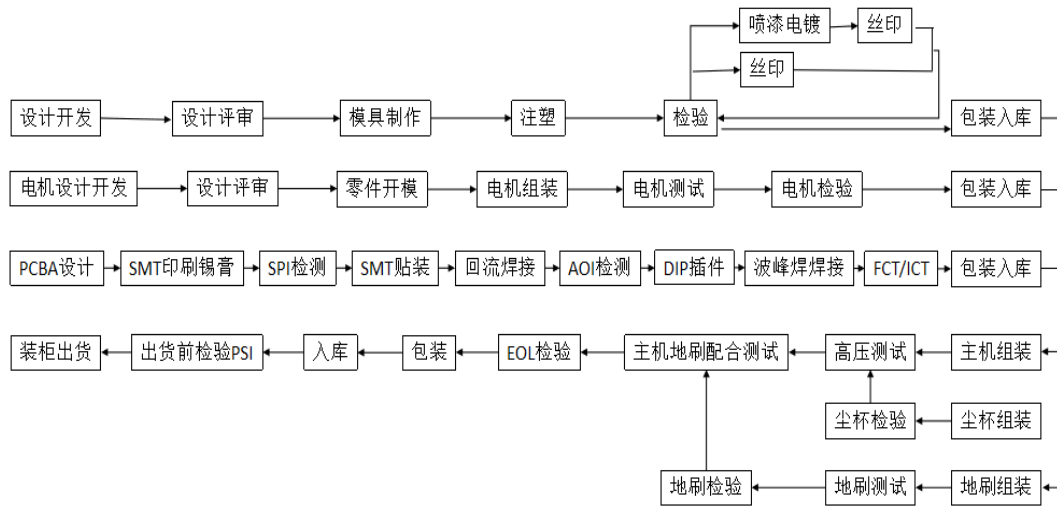 喷漆电镀 丝印
丝印
设计开发 设计评审 模具制作 注塑 检验 包装入库
电机设计开发 设计评审 零件开模 电机组装 电机测试 电机检验 包装入库
PCBA设计 SMT印刷锡膏 SPI检测 SMT贴装 回流焊接 AOI检测 DIP插件 波峰焊焊接 FCT/ICT 包装入库
装柜出货 出货前检验PSI 入库 包装 EOL检验 主机地刷配合测试 高压测试 主机组装
尘杯检验 尘杯组装
地刷检验 地刷测试 地刷组装